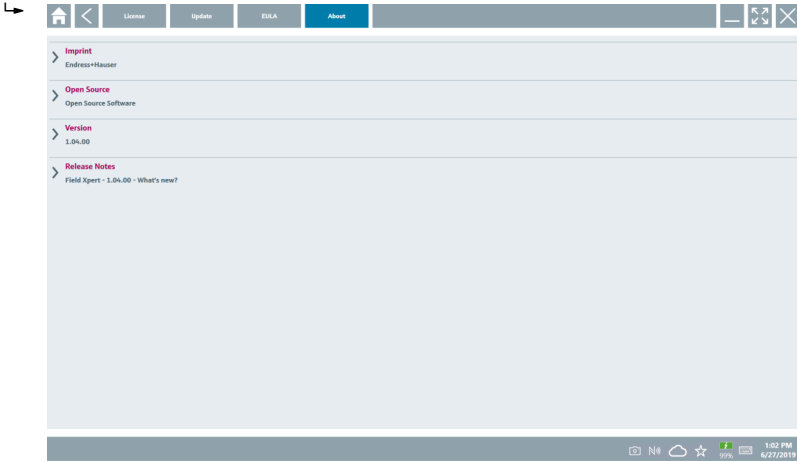 License Update EULA About
Imprint
Endress+Hauser
Open Source
Open Source Software
Version
1.04.00
Release Notes
Field Xpert - 1.04.00 - What's new?
N 99% 1:02 PM
6/27/2019